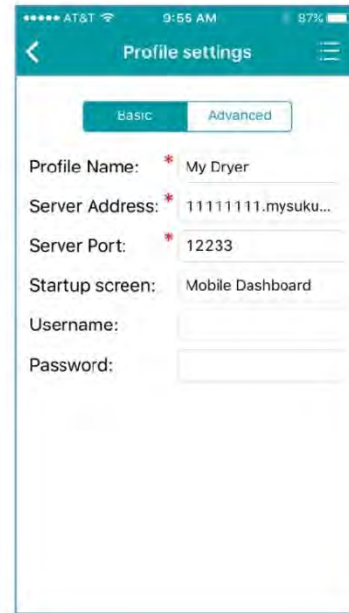 AT&T 9:55 AM 87%
Profile settings
Basic Advanced
Profile Name: * My Dryer
Server Address: * 11111111.mysuku...
Server Port: * 12233
Startup screen: Mobile Dashboard
Username:
Password: